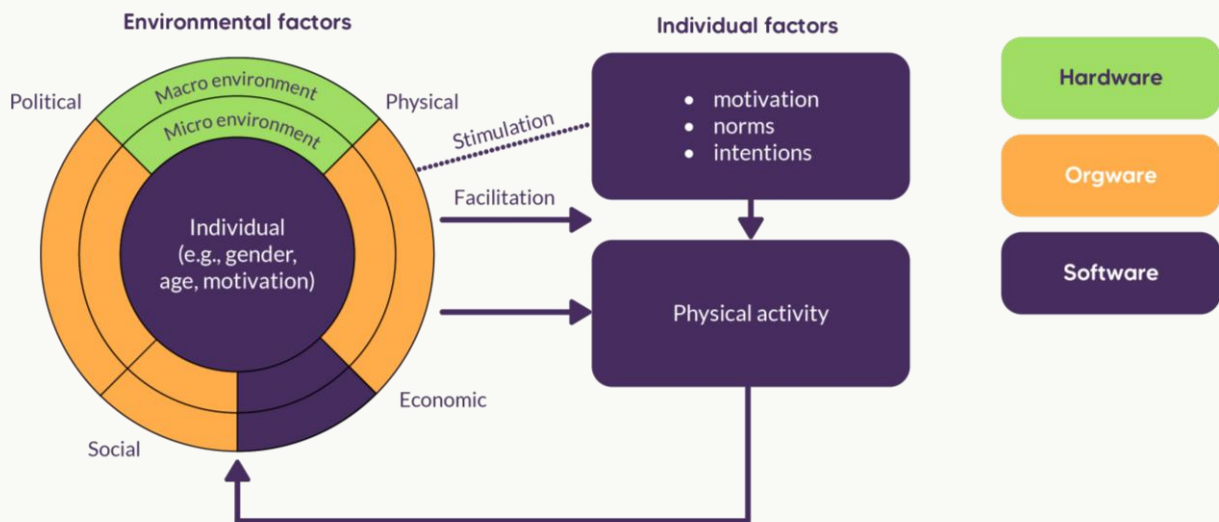 Environmental factors
Individual factors
Political
Macro environment
Micro environment
Physical
Individual
(e.g., gender,
age, motivation)
Social
Economic
Stimulation
Facilitation
• motivation
• norms
• intentions
Physical activity
Hardware
Orgware
Software